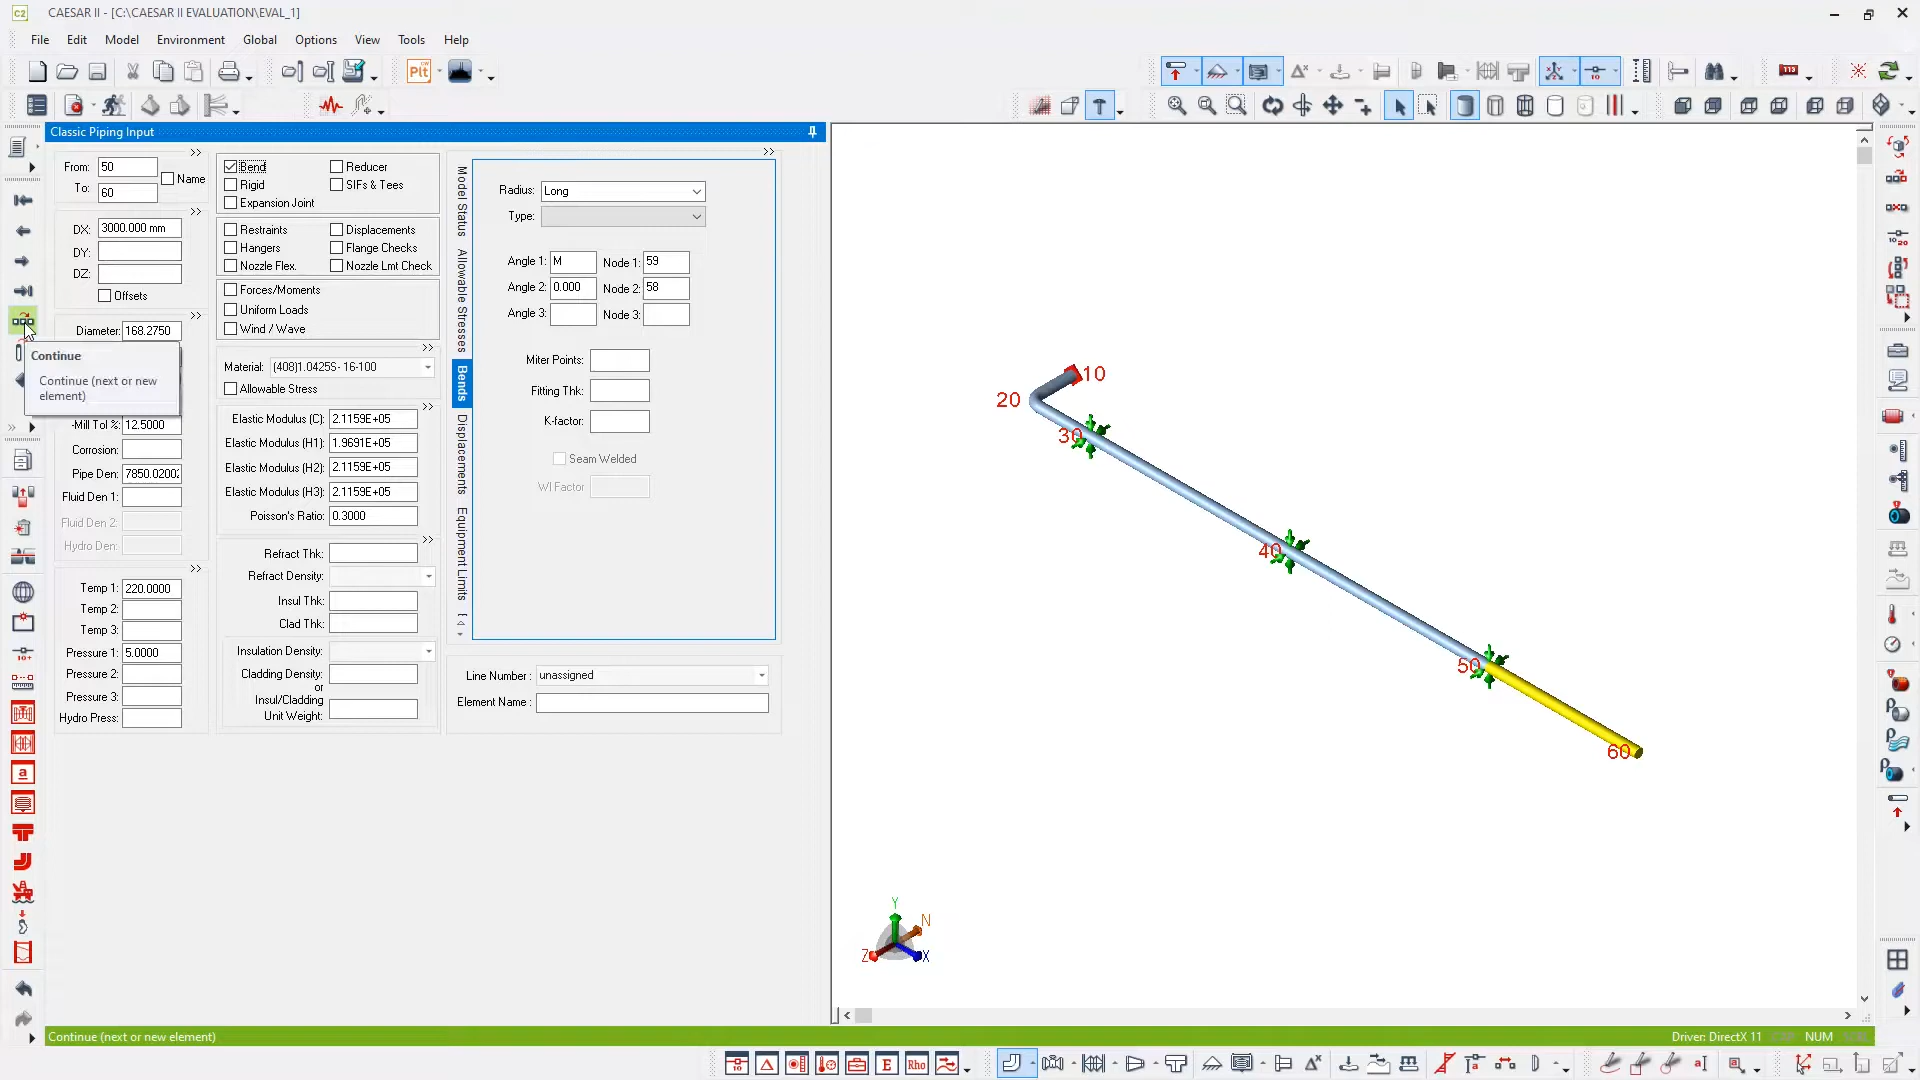 C2 CAESAR II - [C:\CAESAR II EVALUATION\EVAL_1]
File Edit Model Environment Global Options View Tools Help
Plt
Classic Piping Input
From: 50
To: 60
Name
DX: 3000.000 mm
DY:
DZ:
Offsets
Diameter: 168.2750
Continue
Continue (next or new
element)
-Mill Tol %: 12.5000
Corrosion:
Pipe Den: 7850.0200
Fluid Den 1:
Fluid Den 2:
Hydro Den:
Temp 1: 220.0000
Temp 2:
Temp 3:
Pressure 1: 5.0000
Pressure 2:
Pressure 3:
Hydro Press:
Bend Reducer
Rigid SIFs & Tees
Expansion Joint
Restraints Displacements
Hangers Flange Checks
Nozzle Flex. Nozzle Lmt Check
Forces/Moments
Uniform Loads
Wind / Wave
Material: (408)1.0425S- 16-100
Allowable Stress
Elastic Modulus (C): 2.1159E+05
Elastic Modulus (H1): 1.9691E+05
Elastic Modulus (H2): 2.1159E+05
Elastic Modulus (H3): 2.1159E+05
Poisson's Ratio: 0.3000
Refract Thk:
Refract Density:
Insul Thk:
Clad Thk:
Insulation Density:
Cladding Density:
or
Insul/Cladding
Unit Weight:
Model Status
Allowable Stresses
Bends
Displacements
Equipment Limits
Radius: Long
Type:
Angle 1: M Node 1: 59
Angle 2: 0.000 Node 2: 58
Angle 3: Node 3:
Miter Points:
Fitting Thk:
K-factor:
Seam Welded
WI Factor
Line Number : unassigned
Element Name :
10
20
30
40
50
60
Y
N
Z
X
Continue (next or new element)
Driver: DirectX 11 NUM